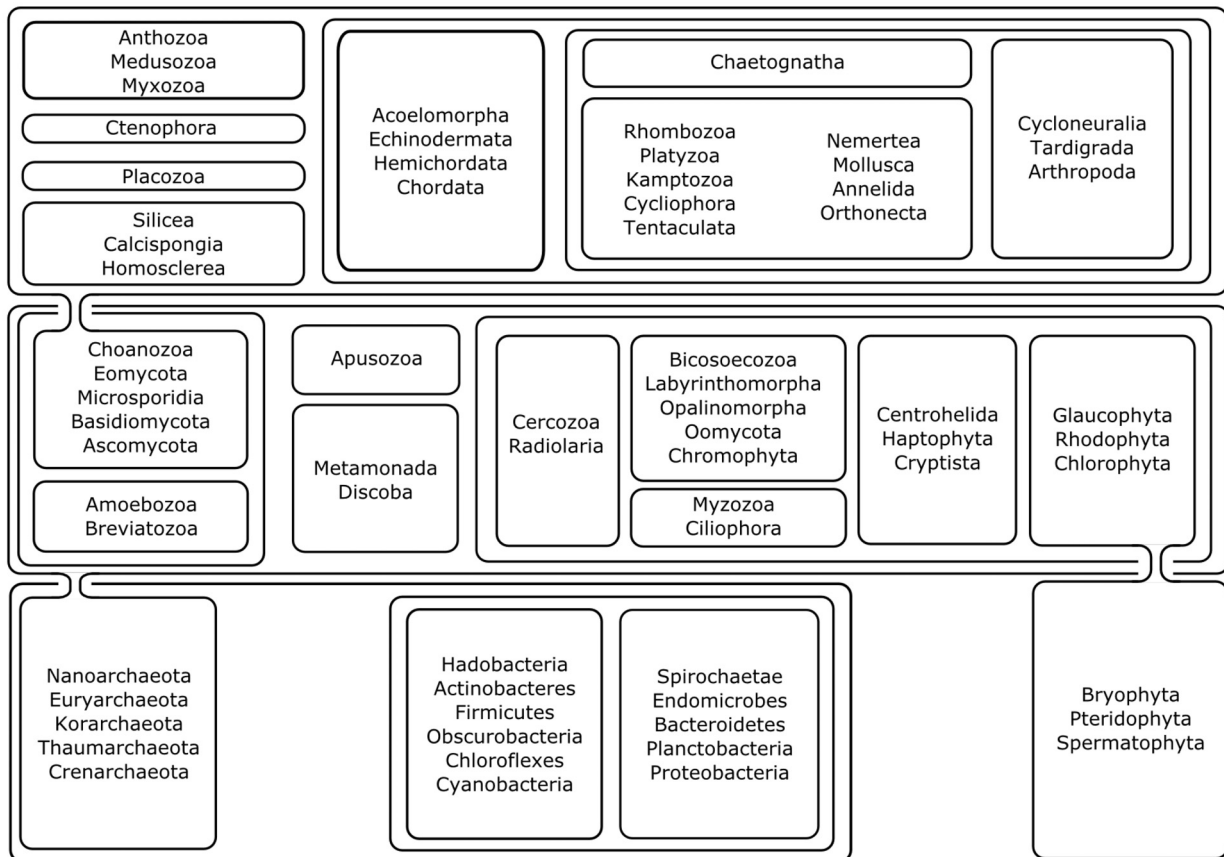 Anthozoa
Medusozoa
Myxozoa
Ctenophora
Placozoa
Silicea
Calcispongia
Homosclerea
Acoelomorpha
Echinodermata
Hemichordata
Chordata
Chaetognatha
Rhombozoa
Platyzoa
Kamptozoa
Cycliophora
Tentaculata
Nemertea
Mollusca
Annelida
Orthonecta
Cycloneuralia
Tardigrada
Arthropoda
Choanozoa
Eomycota
Microsporidia
Basidiomycota
Ascomycota
Amoebozoa
Breviatozoa
Apusozoa
Metamonada
Discoba
Cercozoa
Radiolaria
Bicosoecozoa
Labyrinthomorpha
Opalinomorpha
Oomycota
Chromophyta
Myzozoa
Ciliophora
Centrohelida
Haptophyta
Cryptista
Glaucophyta
Rhodophyta
Chlorophyta
Nanoarchaeota
Euryarchaeota
Korarchaeota
Thaumarchaeota
Crenarchaeota
Hadobacteria
Actinobacteres
Firmicutes
Obscurobacteria
Chloroflexes
Cyanobacteria
Spirochaetae
Endomicrobes
Bacteroidetes
Planctobacteria
Proteobacteria
Bryophyta
Pteridophyta
Spermatophyta